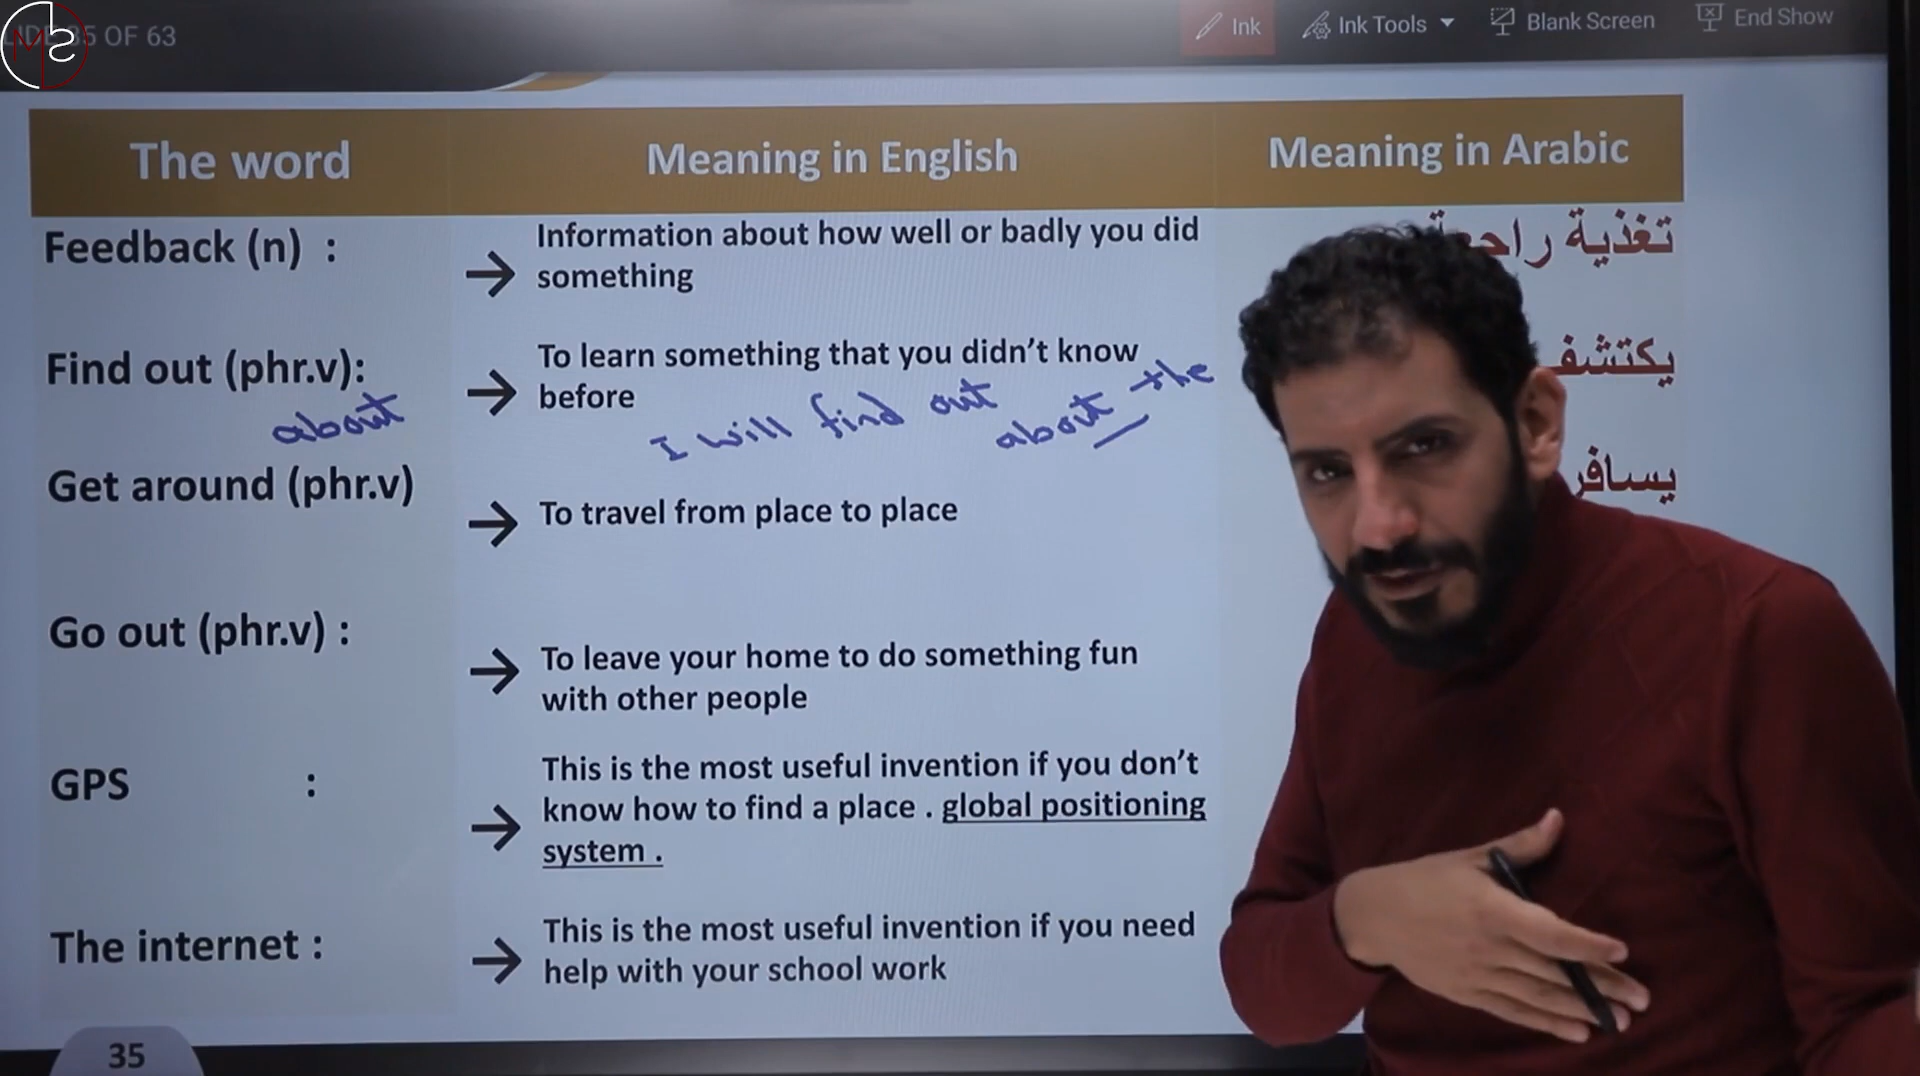 35 OF 63
Ink
Ink Tools
Blank Screen
End Show
The word
Meaning in English
Meaning in Arabic
Feedback (n) :
Information about how well or badly you did
something
تغذية
Find out (phr.v):
To learn something that you didn't know
before
يكتشف
about
I will find out about the
Get around (phr.v)
To travel from place to place
يسافر
Go out (phr.v) :
To leave your home to do something fun
with other people
GPS :
This is the most useful invention if you don't
know how to find a place . global positioning
system .
The internet :
This is the most useful invention if you need
help with your school work
35